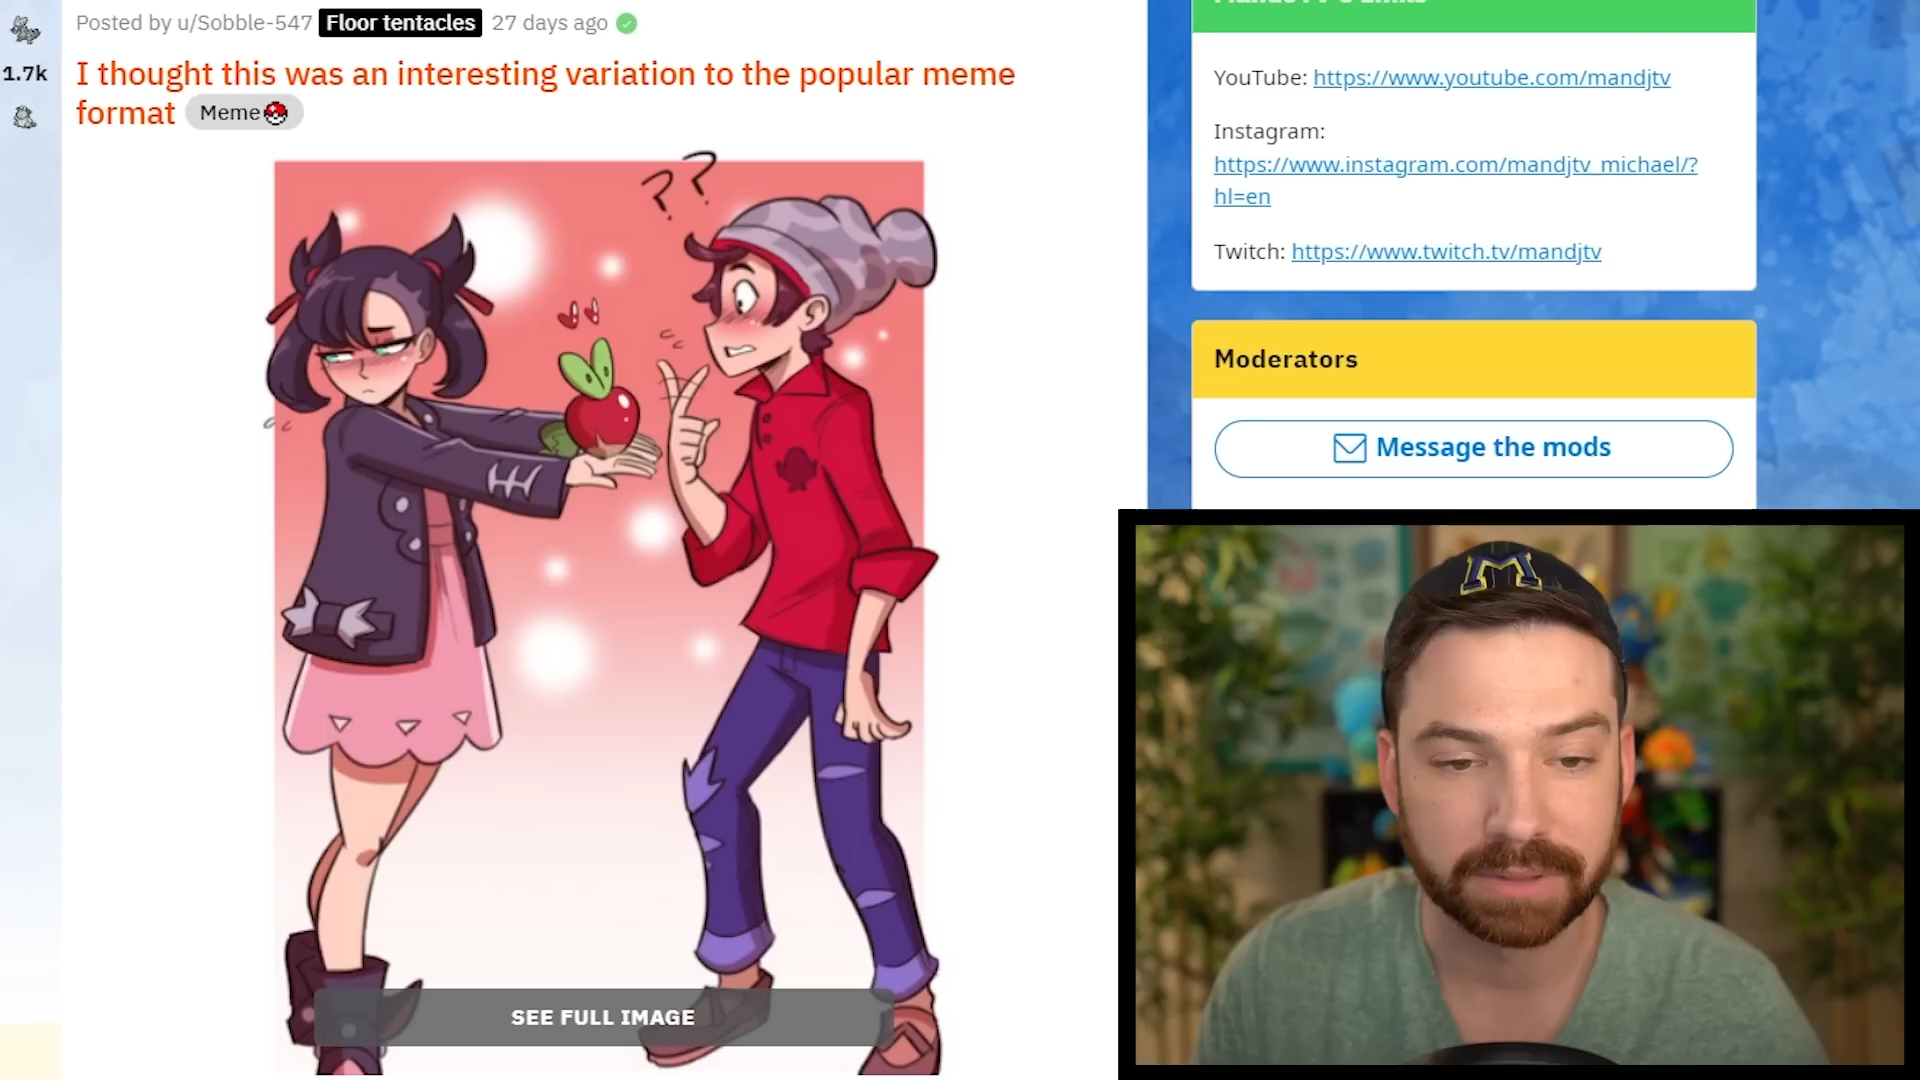 Posted by u/Sobble-547 Floor tentacles 27 days ago
1.7k
I thought this was an interesting variation to the popular meme
format Meme
??
SEE FULL IMAGE
YouTube: https://www.youtube.com/mandjtv
Instagram:
https://www.instagram.com/mandjtv_michael/?
hl=en
Twitch: https://www.twitch.tv/mandjtv
Moderators
Message the mods
M